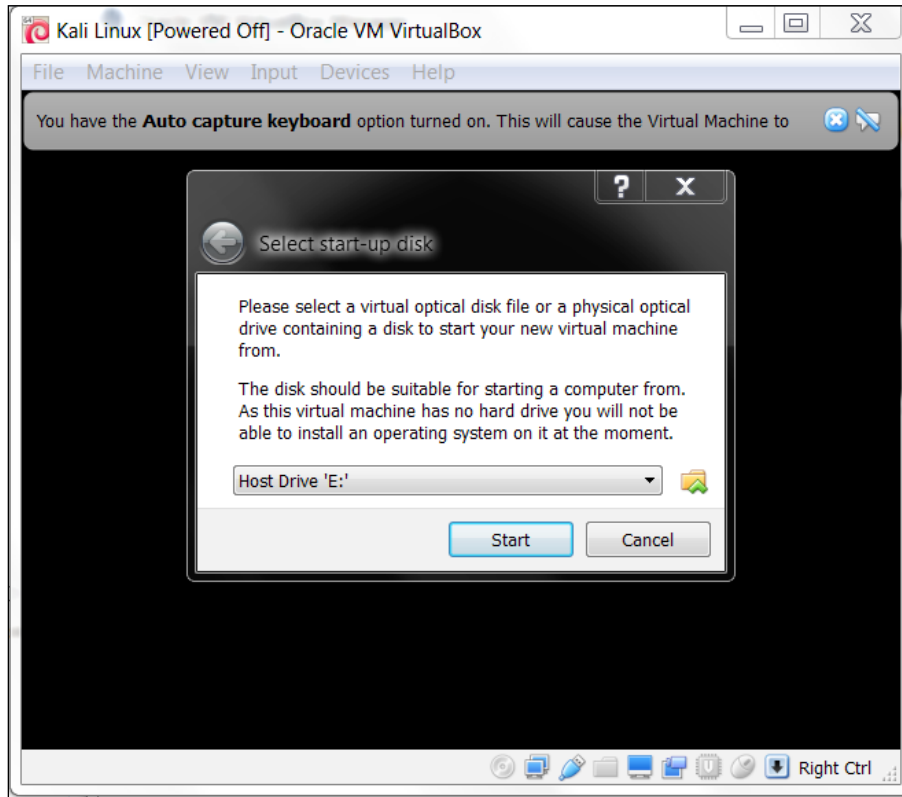 Kali Linux [Powered Off] - Oracle VM VirtualBox
File Machine View Input Devices Help
You have the Auto capture keyboard option turned on. This will cause the Virtual Machine to
Select start-up disk
Please select a virtual optical disk file or a physical optical
drive containing a disk to start your new virtual machine
from.
The disk should be suitable for starting a computer from.
As this virtual machine has no hard drive you will not be
able to install an operating system on it at the moment.
Host Drive 'E:'
Start Cancel
Right Ctrl